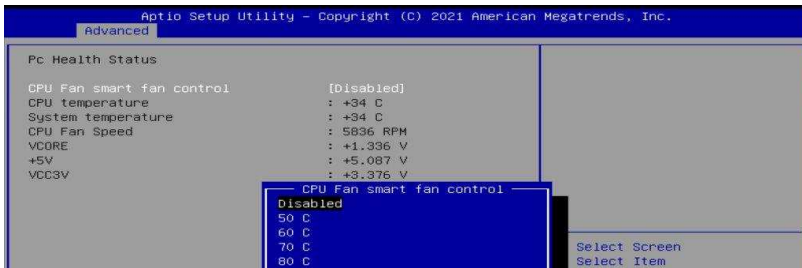 Aptio Setup Utility – Copyright (C) 2021 American Megatrends, Inc.
Advanced
Pc Health Status
CPU Fan smart fan control [Disabled]
CPU temperature : +34 C
System temperature : +34 C
CPU Fan Speed : 5836 RPM
VCORE : +1.336 V
+5V : +5.087 V
VCC3V : +3.376 V
CPU Fan smart fan control
Disabled
50 C
60 C
70 C
80 C
Select Screen
Select Item